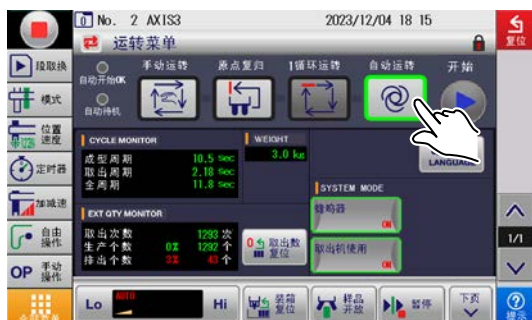 No. 2 AXIS3 2023/12/04 18 15
复位
运转菜单
段取换
手动运转 原点复归 1循环运转 自动运转 开始
自动开始OK
自动待机
模式
位置
速度
CYCLE MONITOR
WEIGHT
3.0 kg
LANGUAGE
成型周期 10.5 sec
取出周期 2.18 sec
全周期 11.8 sec
定时器
SYSTEM MODE
加减速
蜂鸣器
ON
EXT QTY MONITOR
取出次数 1293 次
生产个数 0% 1292 个
排出个数 3% 43 个
取出数
复位
取出机使用
ON
自由
操作
1/1
OP 手动
操作
Lo AUTO Hi
装箱
复位
样品
开放
暂停
下页
提示